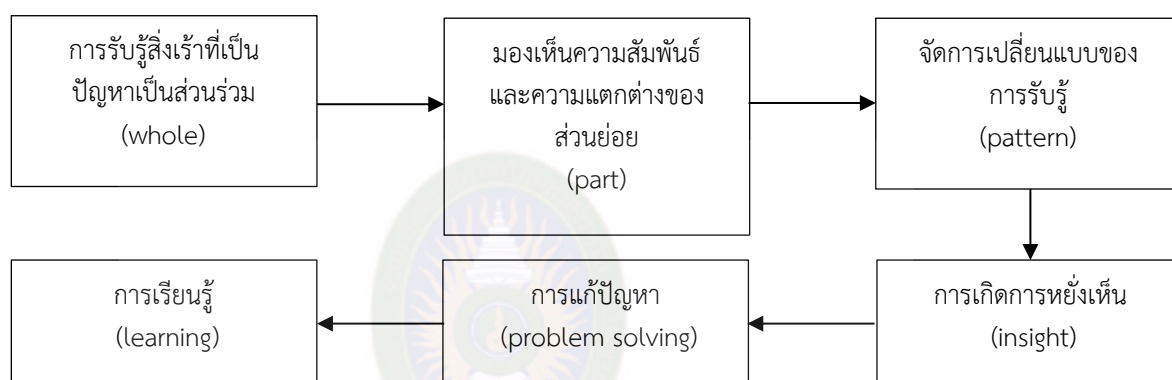 การรับรู้สิ่งเร้าที่เป็น
ปัญหาเป็นส่วนร่วม
(whole)
มองเห็นความสัมพันธ์
และความแตกต่างของ
ส่วนย่อย
(part)
จัดการเปลี่ยนแบบของ
การรับรู้
(pattern)
การเกิดการหยั่งเห็น
(insight)
การแก้ปัญหา
(problem solving)
การเรียนรู้
(learning)